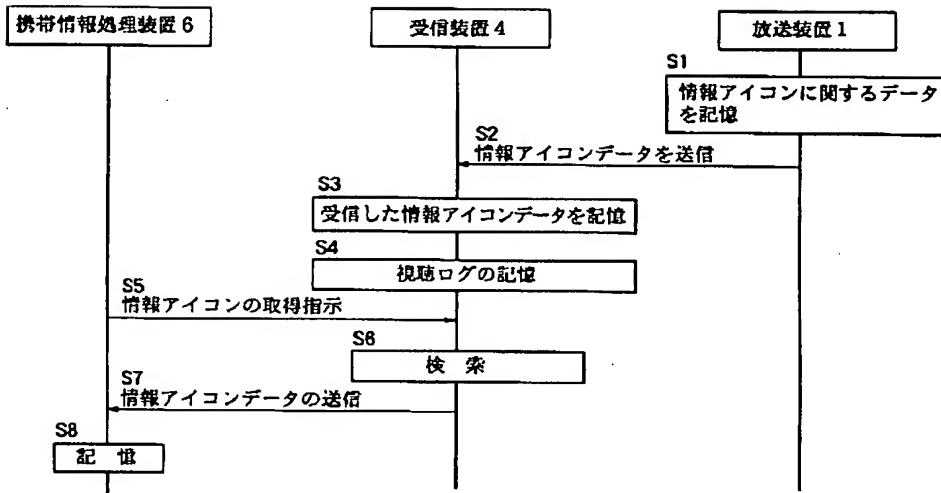 携帯情報処理装置6
受信装置4
放送装置1
S1
情報アイコンに関するデータ
を記憶
S2
情報アイコンデータを送信
S3
受信した情報アイコンデータを記憶
S4
視聴ログの記憶
S5
情報アイコンの取得指示
S6
検 索
S7
情報アイコンデータの送信
S8
記 憶